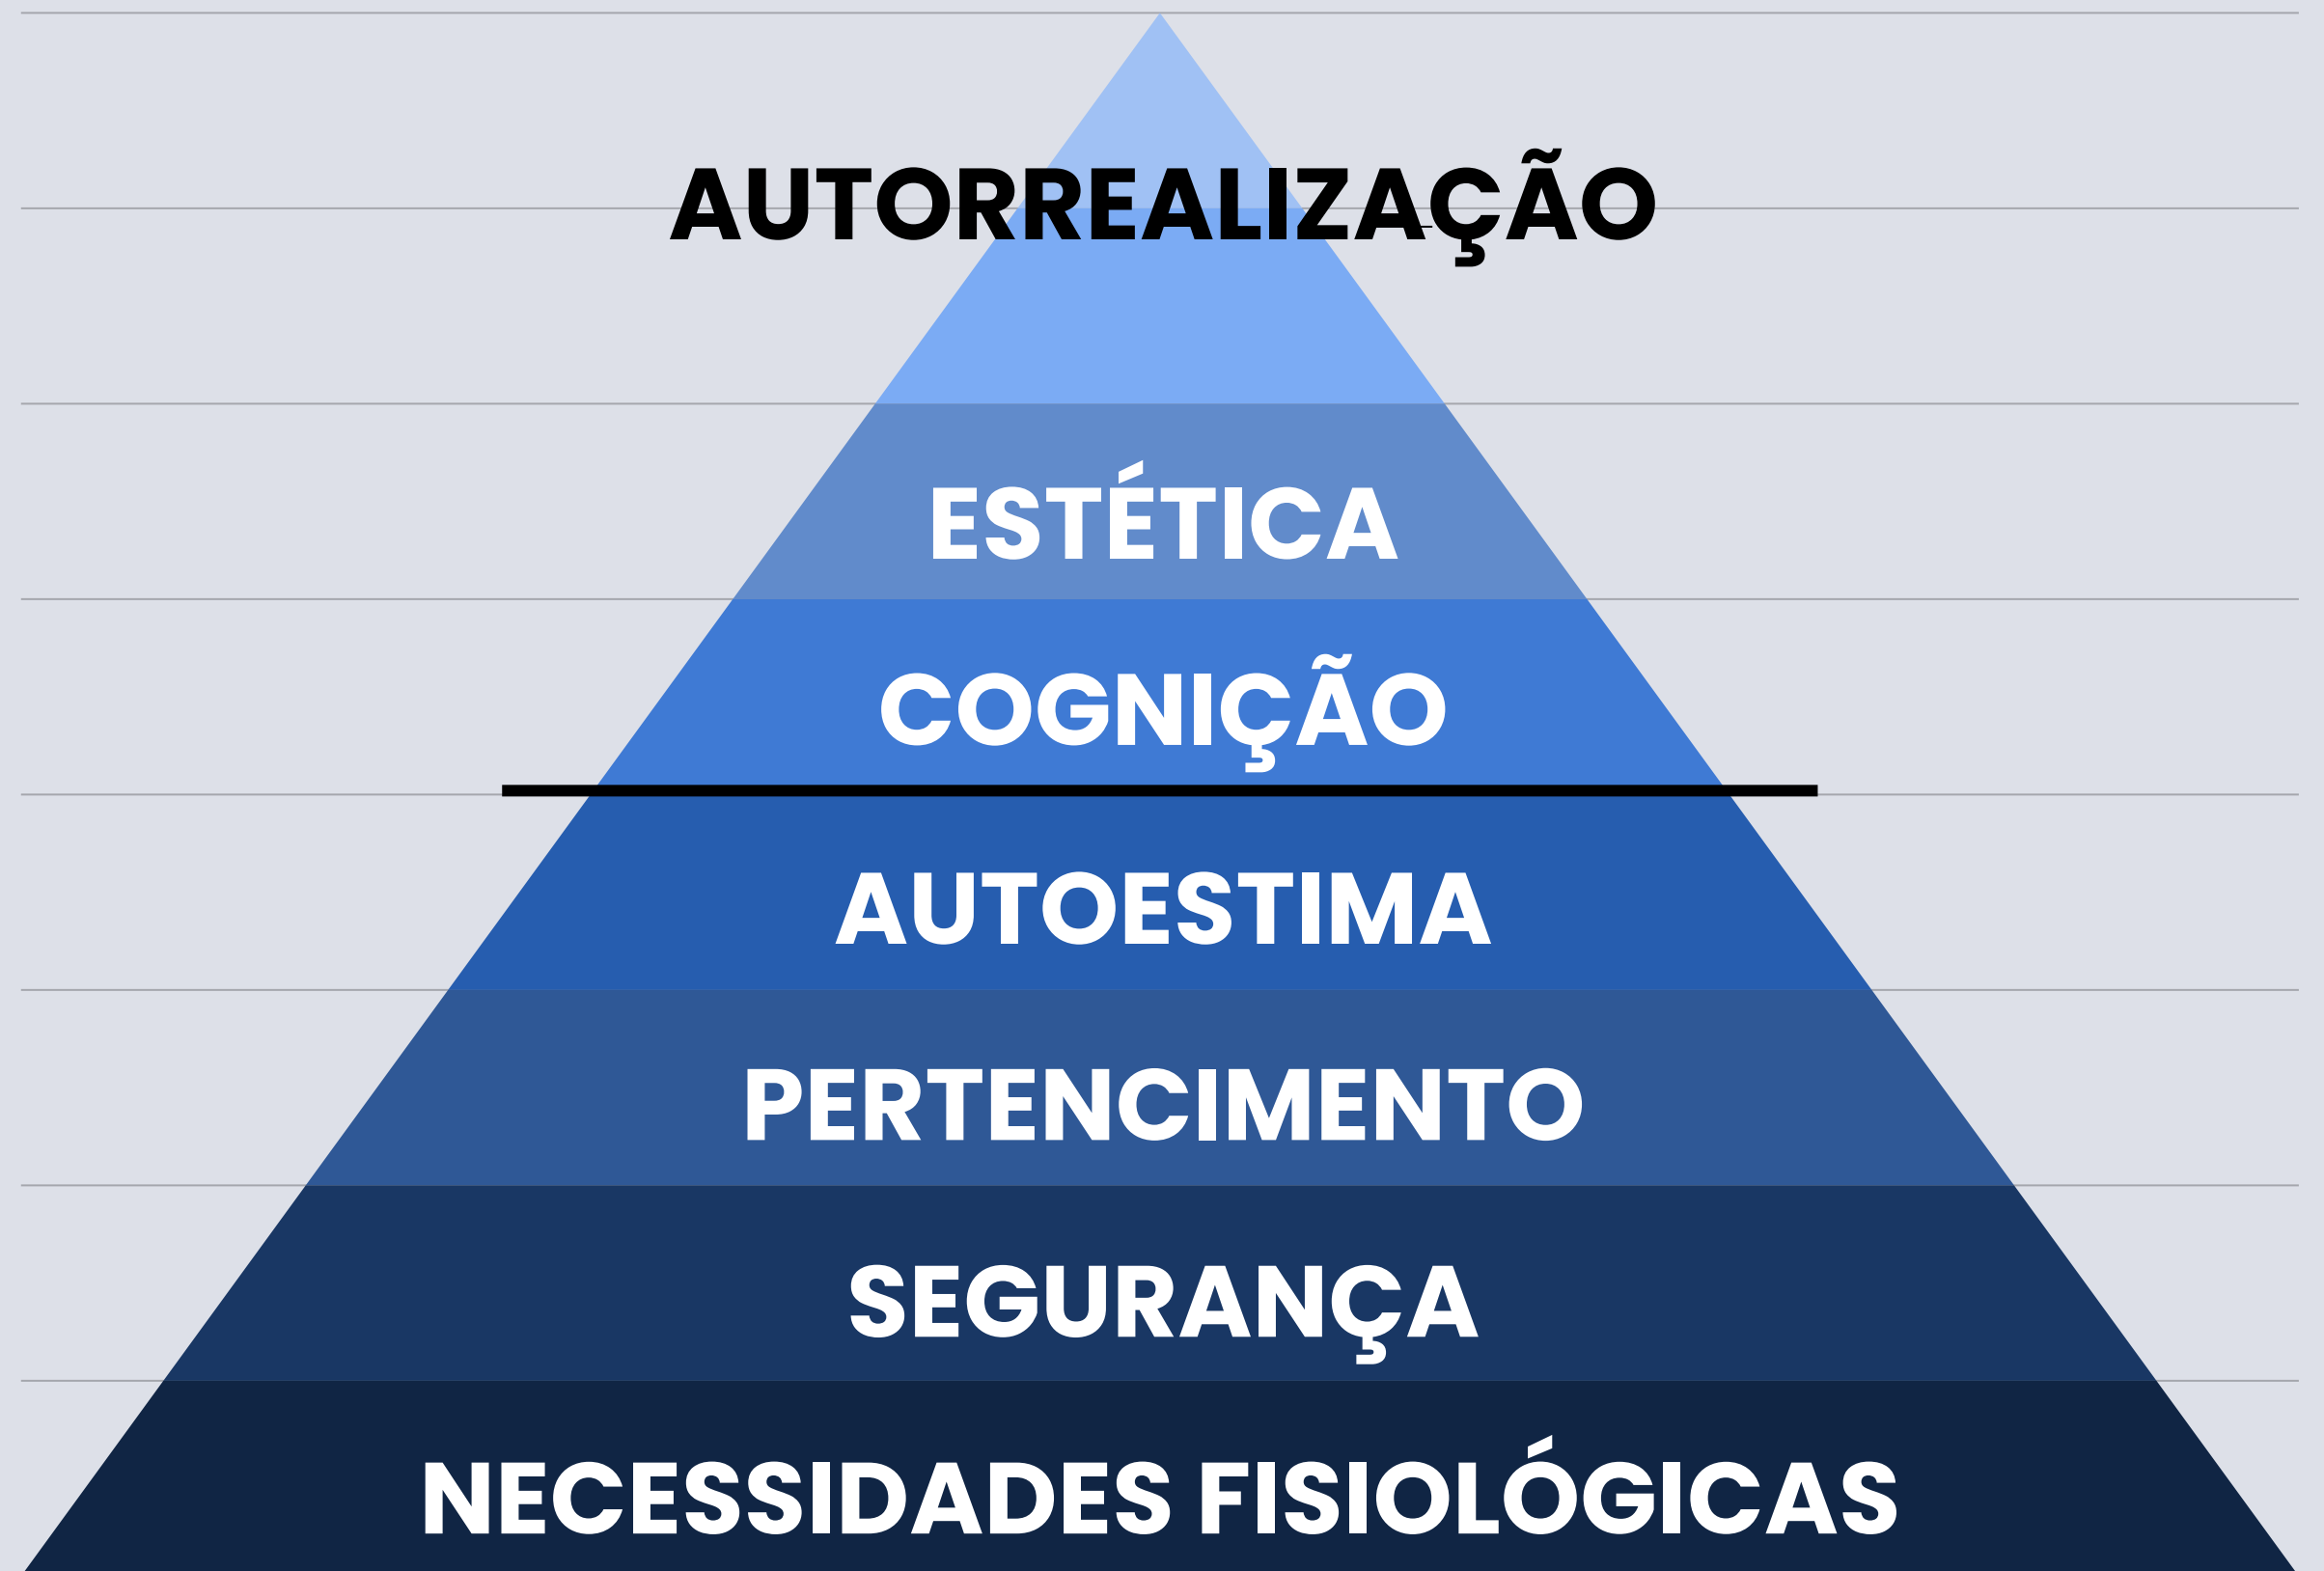 AUTORREALIZAÇÃO
ESTÉTICA
COGNIÇÃO
AUTOESTIMA
PERTENCIMENTO
SEGURANÇA
NECESSIDADES FISIOLÓGICAS